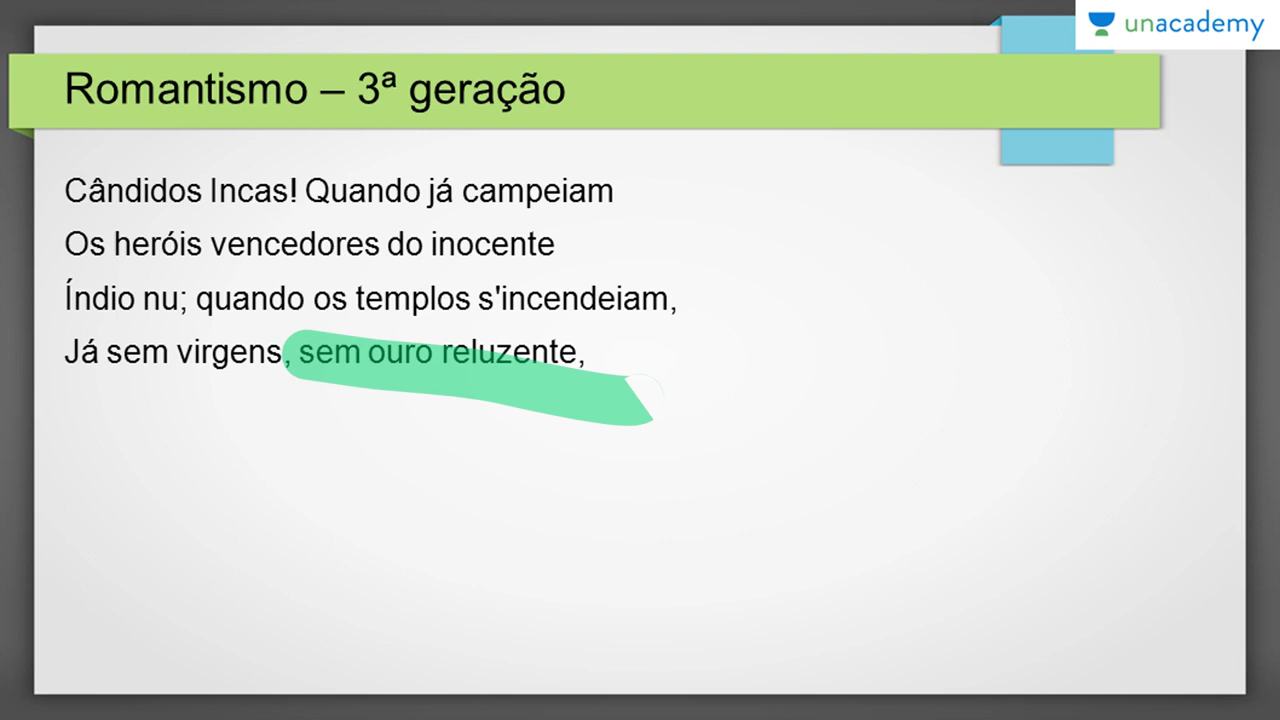 unacademy
Romantismo – 3ª geração
Cândidos Incas! Quando já campeiam
Os heróis vencedores do inocente
Índio nu; quando os templos s'incendeiam,
Já sem virgens, sem ouro reluzente,